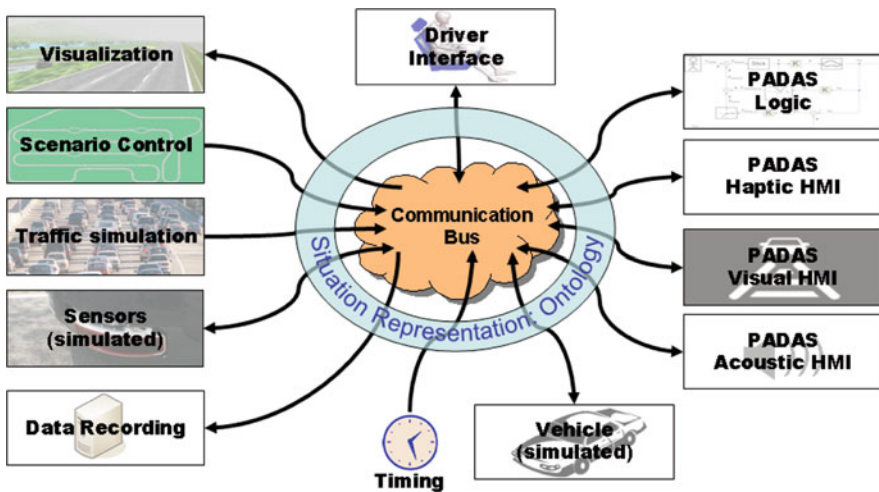 Visualization
Driver
Interface
PADAS
Logic
Scenario Control
PADAS
Haptic HMI
Traffic simulation
Communication
Bus
PADAS
Visual HMI
Sensors
(simulated)
Situation Representation: Ontology
PADAS
Acoustic HMI
Data Recording
Timing
Vehicle
(simulated)